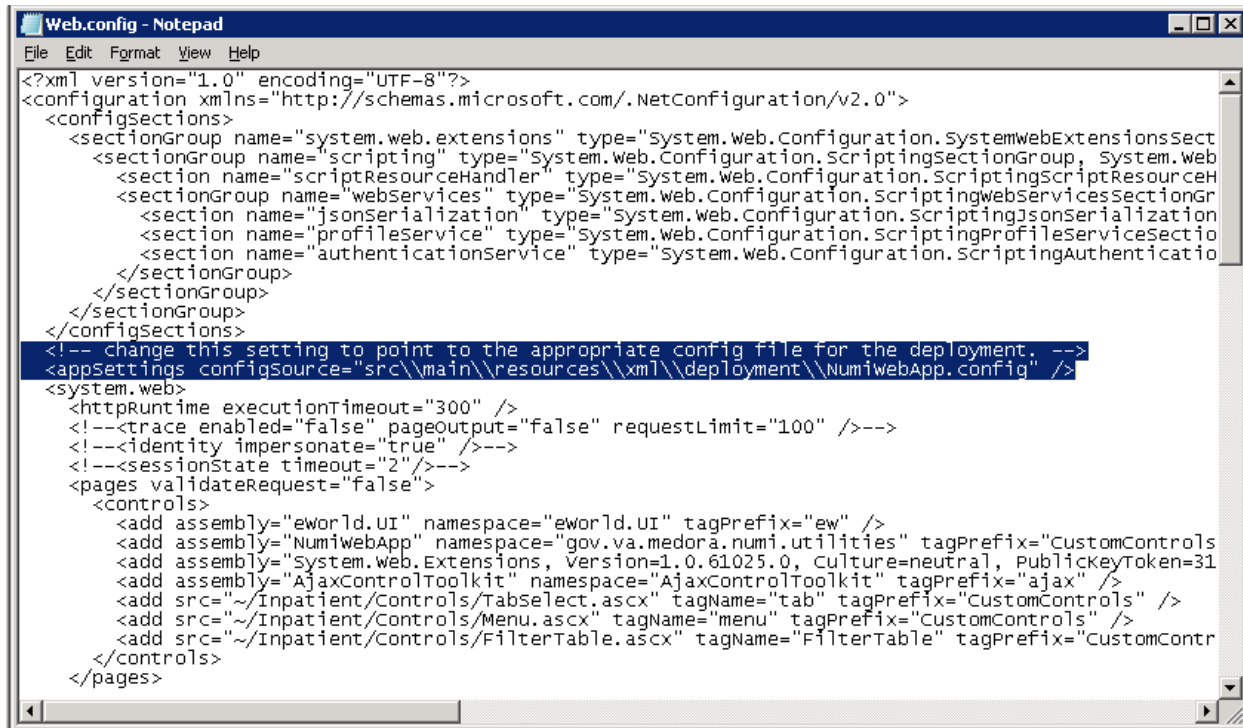 Web.config - Notepad
File Edit Format View Help
<?xml version="1.0" encoding="UTF-8"?>
<configuration xmlns="http://schemas.microsoft.com/.NetConfiguration/v2.0">
<configSections>
<sectionGroup name="system.web.extensions" type="System.Web.Configuration.SystemWebExtensionsSect
<sectionGroup name="scripting" type="System.Web.Configuration.ScriptingSectionGroup, System.Web
<section name="scriptResourceHandler" type="System.Web.Configuration.ScriptingScriptResourceH
<sectionGroup name="webServices" type="System.Web.Configuration.ScriptingWebServicesSectionGr
<section name="jsonSerialization" type="System.Web.Configuration.ScriptingJsonSerialization
<section name="profileService" type="System.Web.Configuration.ScriptingProfileServiceSectio
<section name="authenticationService" type="System.Web.Configuration.ScriptingAuthenticatio
</sectionGroup>
</sectionGroup>
</sectionGroup>
</configSections>
<!-- change this setting to point to the appropriate config file for the deployment. -->
<appSettings configSource="src\\main\\resources\\xml\\deployment\\NumiWebApp.config" />
<system.web>
<httpRuntime executionTimeout="300" />
<!--<trace enabled="false" pageOutput="false" requestLimit="100" />-->
<!--<identity impersonate="true" />-->
<!--<sessionState timeout="2"/>-->
<pages validateRequest="false">
<controls>
<add assembly="eWorld.UI" namespace="eWorld.UI" tagPrefix="ew" />
<add assembly="NumiWebApp" namespace="gov.va.medora.numi.utilities" tagPrefix="CustomControls
<add assembly="System.Web.Extensions, Version=1.0.61025.0, Culture=neutral, PublicKeyToken=31
<add assembly="AjaxControlToolkit" namespace="AjaxControlToolkit" tagPrefix="ajax" />
<add src="~/Inpatient/Controls/TabSelect.ascx" tagName="tab" tagPrefix="CustomControls" />
<add src="~/Inpatient/Controls/Menu.ascx" tagName="menu" tagPrefix="CustomControls" />
<add src="~/Inpatient/Controls/FilterTable.ascx" tagName="FilterTable" tagPrefix="CustomContr
</controls>
</pages>